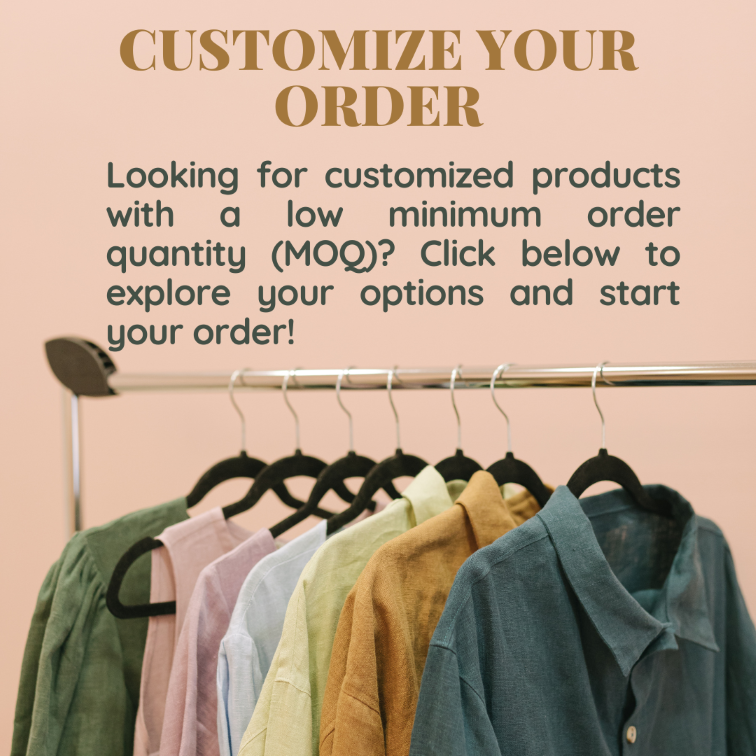 CUSTOMIZE YOUR
ORDER
Looking for customized products
with a low minimum order
quantity (MOQ)? Click below to
explore your options and start
your order!